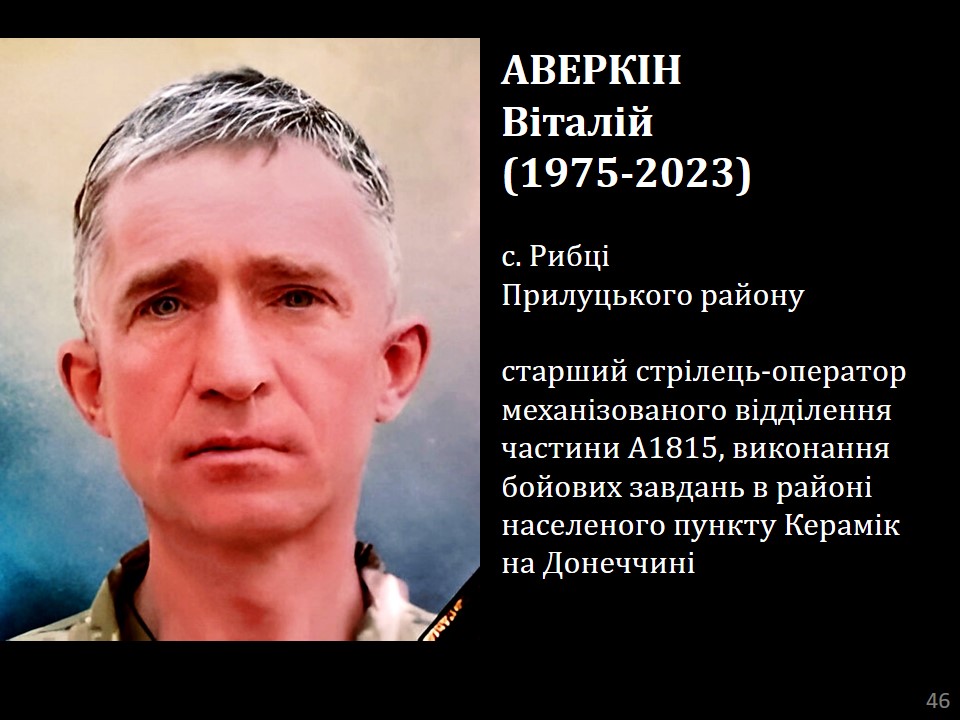 АВЕРКІН
Віталій
(1975-2023)
с. Рибці
Прилуцького району
старший стрілець-оператор
механізованого відділення
частини А1815, виконання
бойових завдань в районі
населеного пункту Керамік
на Донеччині
46